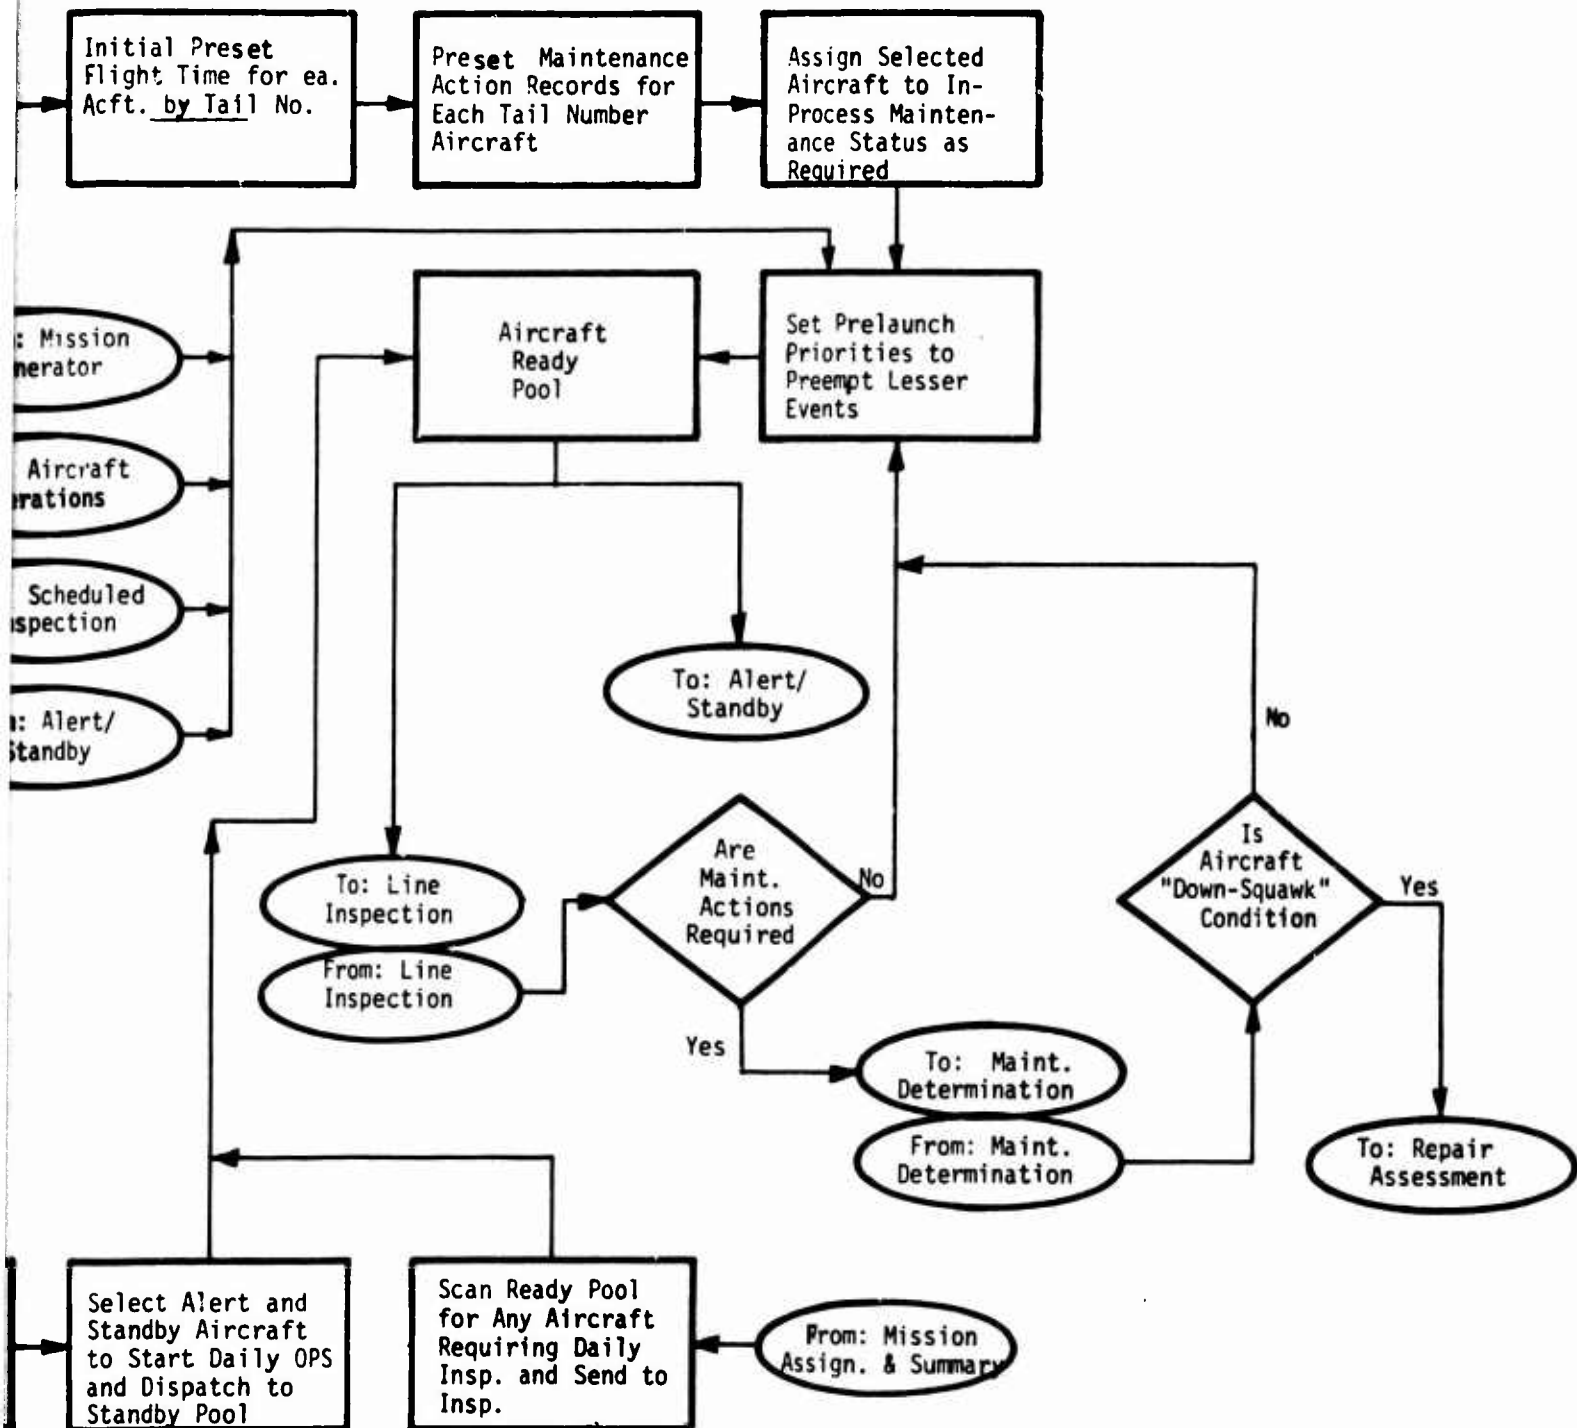 Initial Preset
Flight Time for ea.
Acft. by Tail No.
Preset Maintenance
Action Records for
Each Tail Number
Aircraft
Assign Selected
Aircraft to In-
Process Mainten-
ance Status as
Required
: Mission
nerator
Aircraft
Ready
Pool
Set Prelaunch
Priorities to
Preempt Lesser
Events
Aircraft
erations
Scheduled
spection
To: Alert/
Standby
: Alert/
Standby
No
Are
Maint.
Actions
Required
No
Is
Aircraft
"Down-Squawk"
Condition
Yes
To: Line
Inspection
From: Line
Inspection
Yes
To: Maint.
Determination
From: Maint.
Determination
To: Repair
Assessment
Select Alert and
Standby Aircraft
to Start Daily OPS
and Dispatch to
Standby Pool
Scan Ready Pool
for Any Aircraft
Requiring Daily
Insp. and Send to
Insp.
From: Mission
Assign. & Summary